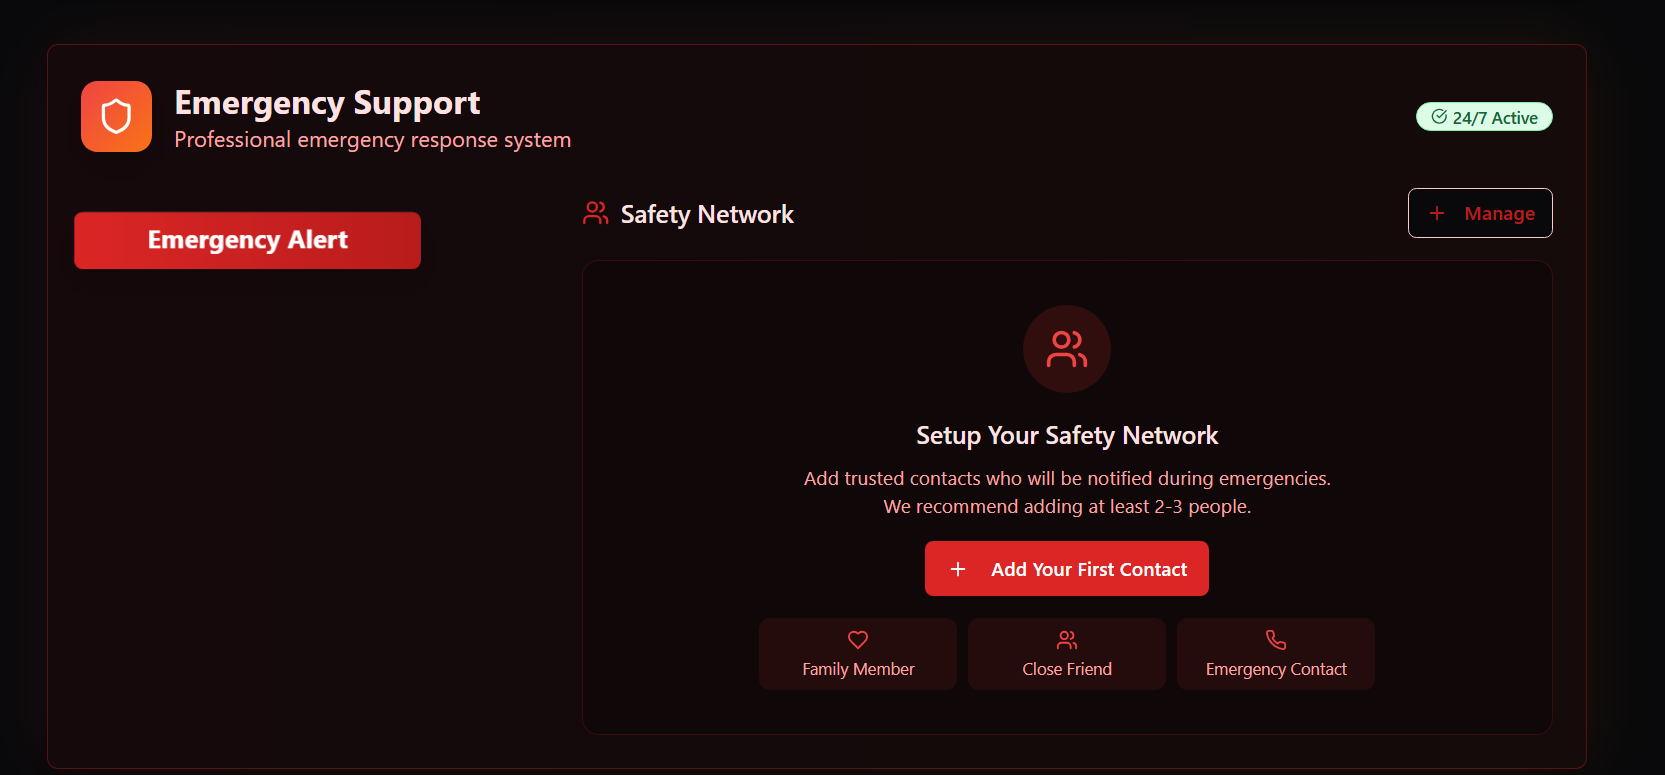 Emergency Support
Professional emergency response system
24/7 Active
Emergency Alert
Safety Network
Manage
Setup Your Safety Network
Add trusted contacts who will be notified during emergencies.
We recommend adding at least 2-3 people.
Add Your First Contact
Family Member
Close Friend
Emergency Contact